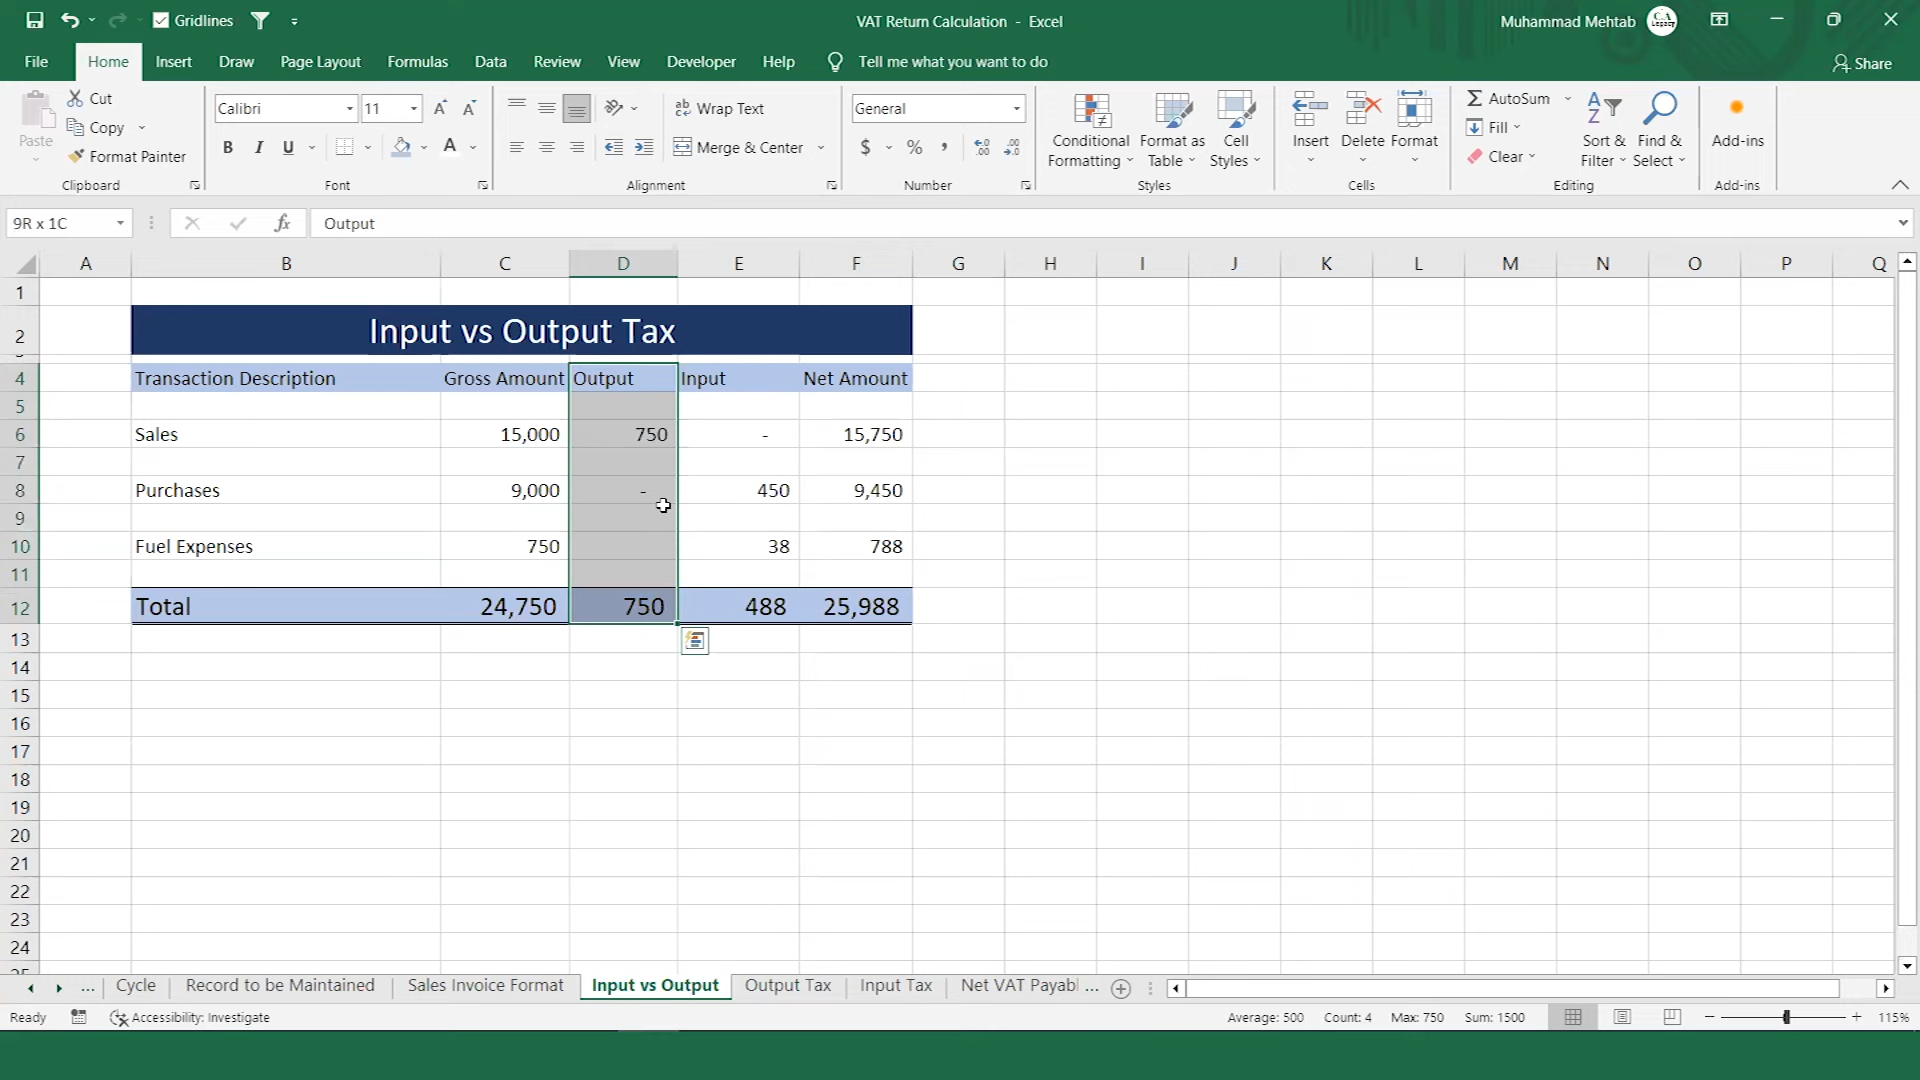 Gridlines
VAT Return Calculation - Excel
Muhammad Mehtab
File Home Insert Draw Page Layout Formulas Data Review View Developer Help Tell me what you want to do Share
Paste
Cut
Copy
Format Painter
Clipboard
Calibri 11
B I U A
Font
Wrap Text
Merge & Center
Alignment
General
$ % ,
Number
Conditional Formatting
Format as Table
Cell Styles
Styles
Insert Delete Format
Cells
AutoSum
Fill
Clear
Sort & Filter
Find & Select
Editing
Add-ins
Add-ins
9R x 1C fx Output
A B C D E F G H I J K L M N O P Q
1
2 Input vs Output Tax
4 Transaction Description Gross Amount Output Input Net Amount
5
6 Sales 15,000 750 - 15,750
7
8 Purchases 9,000 - 450 9,450
9
10 Fuel Expenses 750 38 788
11
12 Total 24,750 750 488 25,988
13
14
15
16
17
18
19
20
21
22
23
24
... Cycle Record to be Maintained Sales Invoice Format Input vs Output Output Tax Input Tax Net VAT Payabl ...
Ready Accessibility: Investigate Average: 500 Count: 4 Max: 750 Sum: 1500 115%